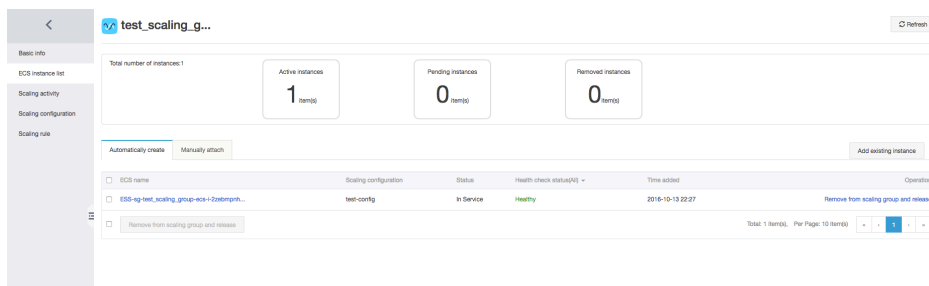 test_scaling_g...
Refresh
Basic info
ECS instance list
Scaling activity
Scaling configuration
Scaling rule
Total number of instances:1
Active instances
1 item(s)
Pending instances
0 item(s)
Removed instances
0 item(s)
Automatically create Manually attach
Add existing instance
ECS name Scaling configuration Status Health check status(All) Time added Operation
ESS-sg-test_scaling_group-ecs-i-2zebmpnh... test-config In Service Healthy 2016-10-13 22:27 Remove from scaling group and release
Remove from scaling group and release
Total: 1 item(s), Per Page: 10 item(s) « ‹ 1 › »